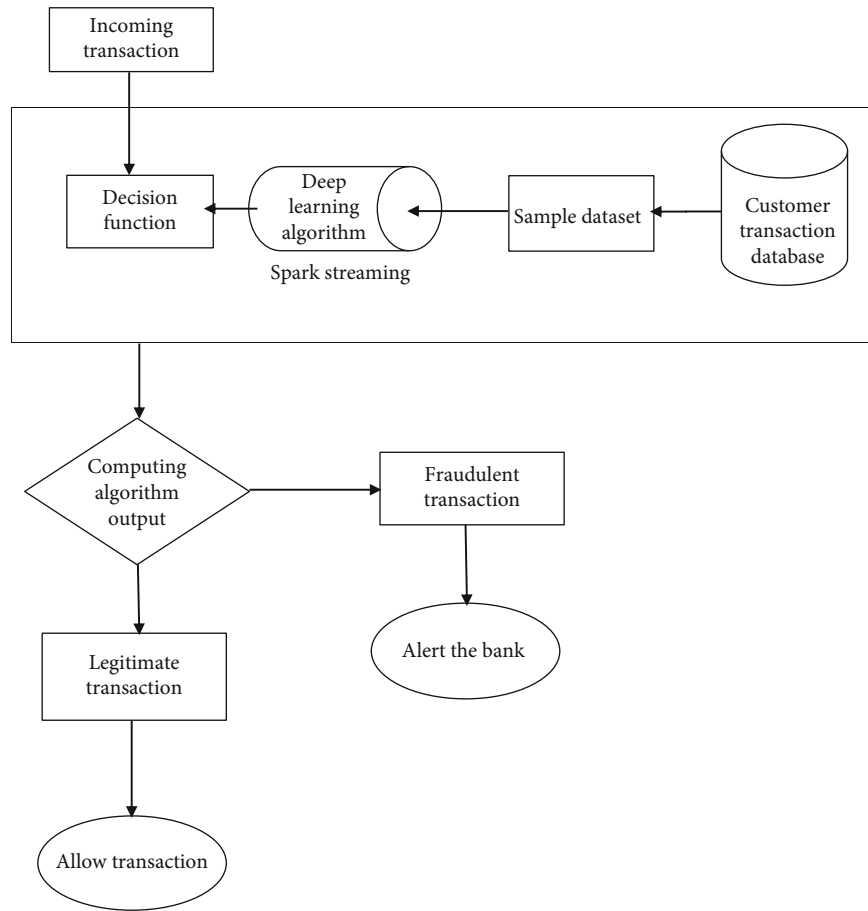 Incoming
transaction
Decision
function
Deep
learning
algorithm
Spark streaming
Sample dataset
Customer
transaction
database
Computing
algorithm
output
Fraudulent
transaction
Alert the bank
Legitimate
transaction
Allow transaction